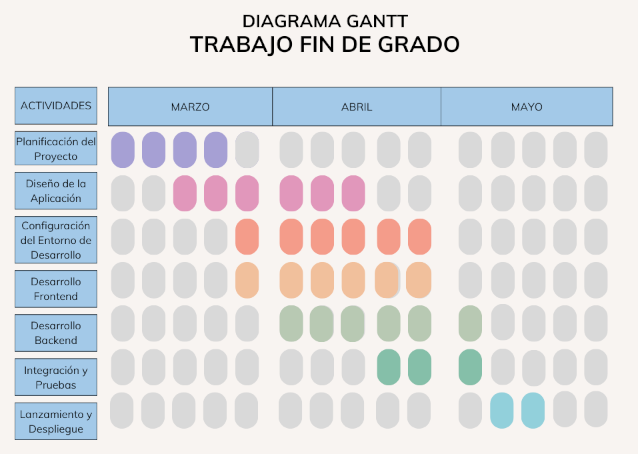 DIAGRAMA GANTT
TRABAJO FIN DE GRADO
ACTIVIDADES
MARZO
ABRIL
MAYO
Planificación del
Proyecto
Diseño de la
Aplicación
Configuración
del Entorno de
Desarrollo
Desarrollo
Frontend
Desarrollo
Backend
Integración y
Pruebas
Lanzamiento y
Despliegue